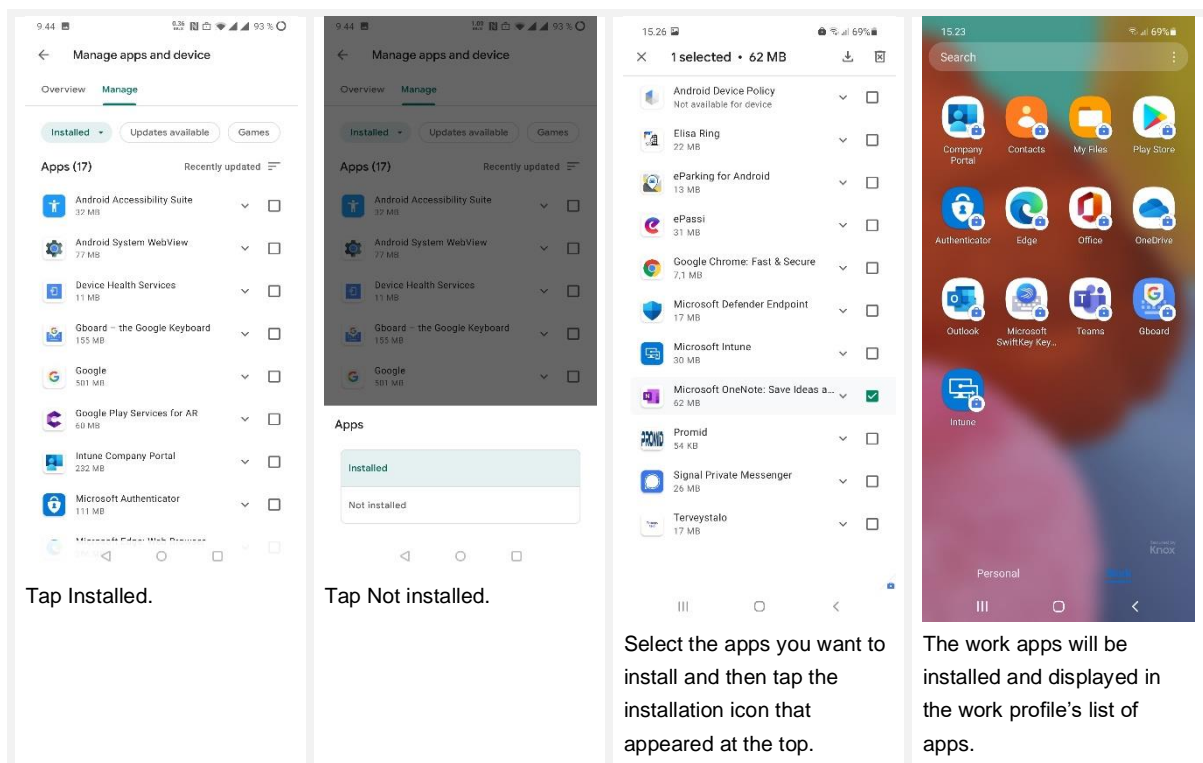 9.44
0,36
93 %
Manage apps and device
Overview Manage
Installed Updates available Games
Apps (17) Recently updated
Android Accessibility Suite
32 MB
Android System WebView
77 MB
Device Health Services
11 MB
Gboard – the Google Keyboard
155 MB
Google
501 MB
Google Play Services for AR
60 MB
Intune Company Portal
232 MB
Microsoft Authenticator
111 MB
Microsoft Edge: Web Browser
Tap Installed.
9.44
93 %
Manage apps and device
Overview Manage
Installed Updates available Games
Apps (17) Recently updated
Android Accessibility Suite
32 MB
Android System WebView
77 MB
Device Health Services
11 MB
Gboard – the Google Keyboard
155 MB
Google
501 MB
Apps
Installed
Not installed
Tap Not installed.
15.26 69%
1 selected • 62 MB
Android Device Policy
Not available for device
Elisa Ring
22 MB
eParking for Android
13 MB
ePassi
31 MB
Google Chrome: Fast & Secure
7,1 MB
Microsoft Defender Endpoint
17 MB
Microsoft Intune
30 MB
Microsoft OneNote: Save Ideas a...
62 MB
Promid
54 KB
Signal Private Messenger
26 MB
Terveystalo
17 MB
Select the apps you want to
install and then tap the
installation icon that
appeared at the top.
15.23 69%
Search
Company
Portal
Contacts
My Files
Play Store
Authenticator
Edge
Office
OneDrive
Outlook
Microsoft
SwiftKey Key..
Teams
Gboard
Intune
Knox
Personal Work
The work apps will be
installed and displayed in
the work profile’s list of
apps.